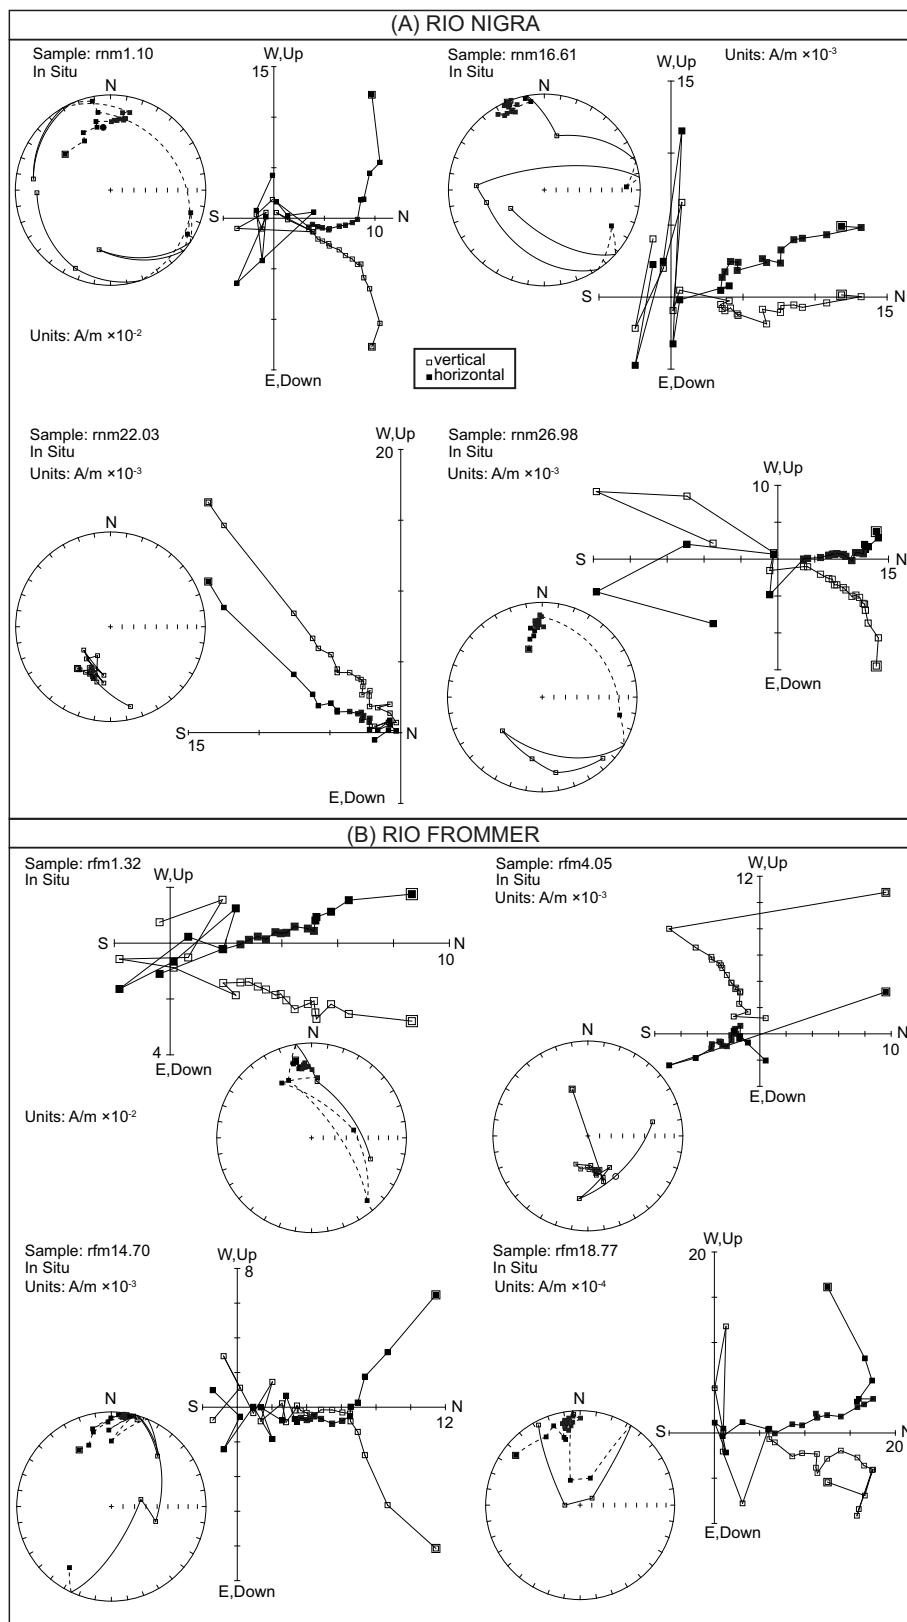 (A) RIO NIGRA
Sample: rnm1.10
In Situ
N
W,Up
15
S
N
10
E,Down
Units: A/m ×10-2
Sample: rnm16.61
In Situ
N
Units: A/m ×10-3
W,Up
15
S
N
15
E,Down
vertical
horizontal
Sample: rnm22.03
In Situ
Units: A/m ×10-3
N
W,Up
20
S
15
N
E,Down
Sample: rnm26.98
In Situ
Units: A/m ×10-3
W,Up
10
S
N
15
E,Down
N
(B) RIO FROMMER
Sample: rfm1.32
In Situ
W,Up
S
N
10
4
E,Down
N
Units: A/m ×10-2
Sample: rfm4.05
In Situ
Units: A/m ×10-3
W,Up
12
S
N
10
E,Down
N
Sample: rfm14.70
In Situ
Units: A/m ×10-3
W,Up
8
S
N
12
E,Down
N
Sample: rfm18.77
In Situ
Units: A/m ×10-4
W,Up
20
S
N
20
E,Down
N